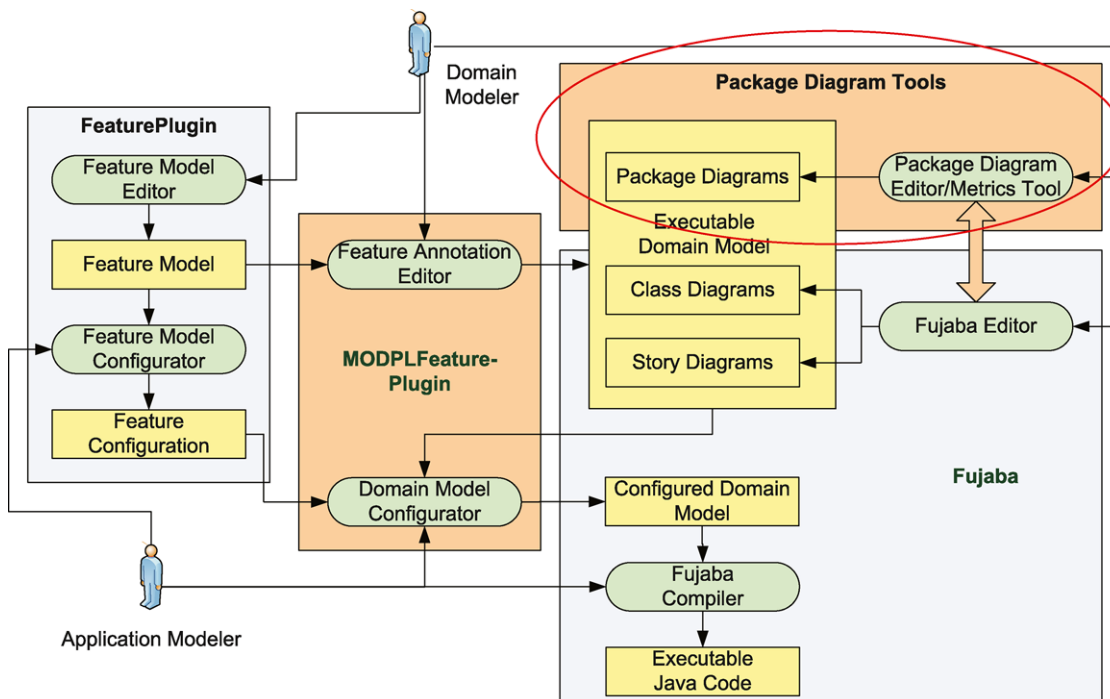 Domain
Modeler
Package Diagram Tools
FeaturePlugin
Feature Model
Editor
Package Diagrams
Package Diagram
Editor/Metrics Tool
Executable
Domain Model
Feature Model
Feature Annotation
Editor
Class Diagrams
Feature Model
Configurator
Fujaba Editor
MODPLFeature-
Plugin
Story Diagrams
Feature
Configuration
Fujaba
Domain Model
Configurator
Configured Domain
Model
Fujaba
Compiler
Application Modeler
Executable
Java Code